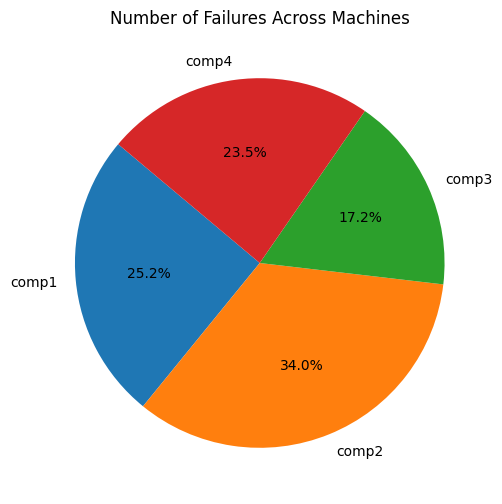 Number of Failures Across Machines
comp4
23.5%
comp3
17.2%
comp1
25.2%
34.0%
comp2